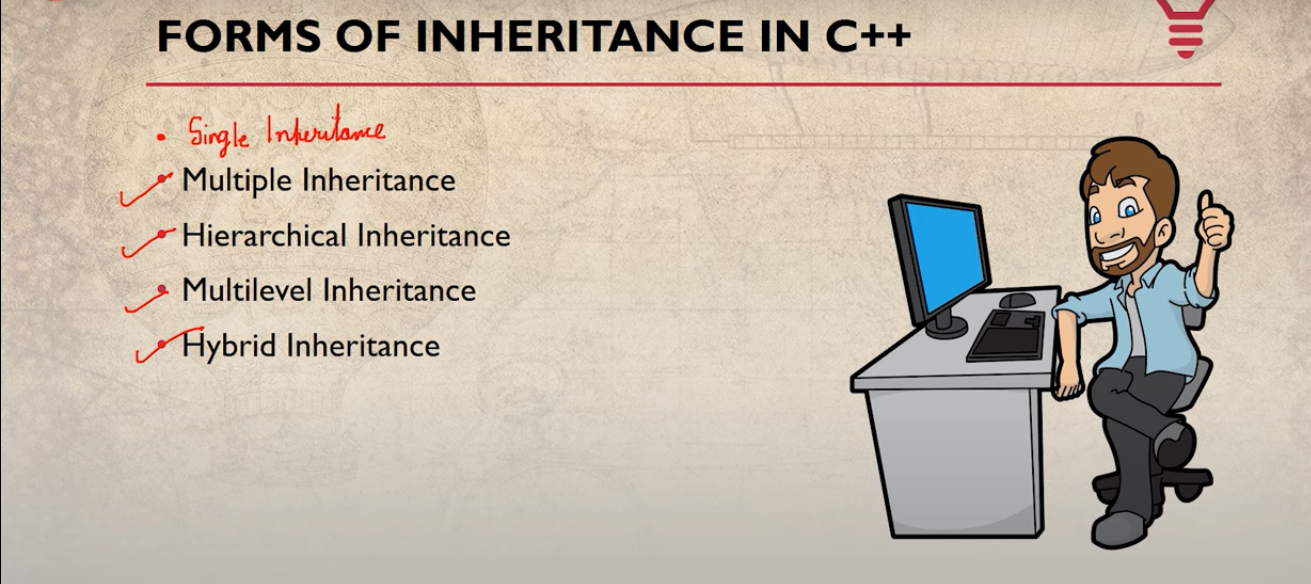 FORMS OF INHERITANCE IN C++
• Single Inheritance
• Multiple Inheritance
• Hierarchical Inheritance
• Multilevel Inheritance
• Hybrid Inheritance